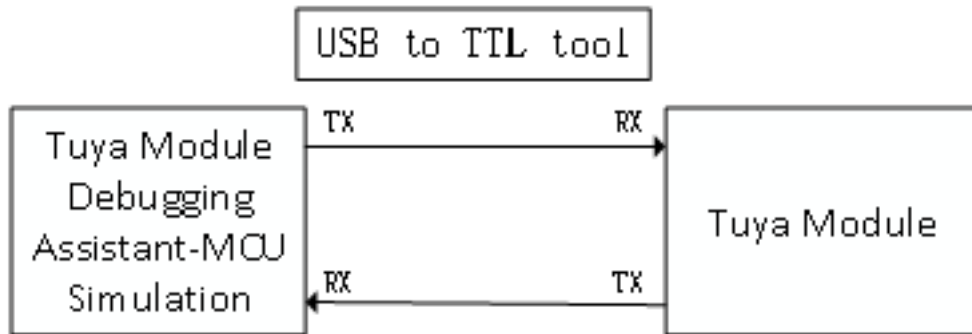 USB to TTL tool
TX
RX
Tuya Module
Debugging
Assistant-MCU
Simulation
Tuya Module
RX
TX